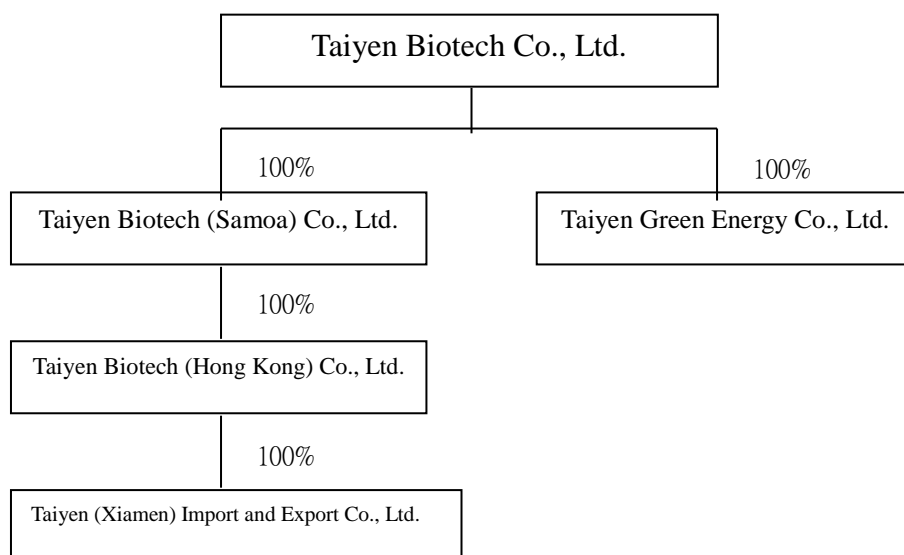 Taiyen Biotech Co., Ltd.
100%
100%
Taiyen Biotech (Samoa) Co., Ltd.
Taiyen Green Energy Co., Ltd.
100%
Taiyen Biotech (Hong Kong) Co., Ltd.
100%
Taiyen (Xiamen) Import and Export Co., Ltd.